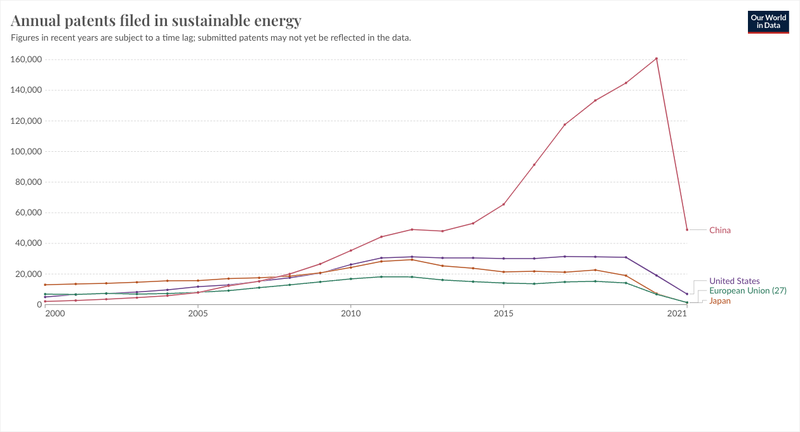 Annual patents filed in sustainable energy
Figures in recent years are subject to a time lag; submitted patents may not yet be reflected in the data.
Our World
in Data
160,000
140,000
120,000
100,000
80,000
60,000
40,000
20,000
0
China
United States
European Union (27)
Japan
2000
2005
2010
2015
2021